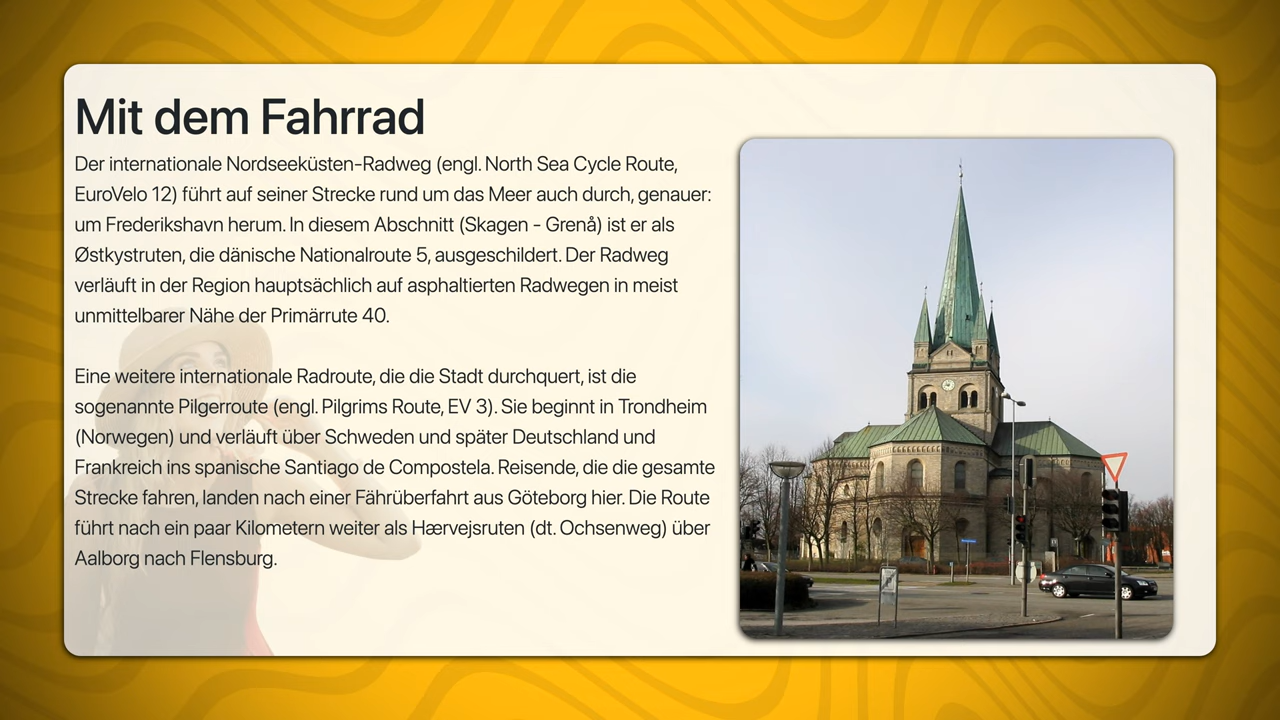 Mit dem Fahrrad
Der internationale Nordseeküsten-Radweg (engl. North Sea Cycle Route,
EuroVelo 12) führt auf seiner Strecke rund um das Meer auch durch, genauer:
um Frederikshavn herum. In diesem Abschnitt (Skagen - Grenå) ist er als
Østkystruten, die dänische Nationalroute 5, ausgeschildert. Der Radweg
verläuft in der Region hauptsächlich auf asphaltierten Radwegen in meist
unmittelbarer Nähe der Primärrute 40.
Eine weitere internationale Radroute, die die Stadt durchquert, ist die
sogenannte Pilgerroute (engl. Pilgrims Route, EV 3). Sie beginnt in Trondheim
(Norwegen) und verläuft über Schweden und später Deutschland und
Frankreich ins spanische Santiago de Compostela. Reisende, die die gesamte
Strecke fahren, landen nach einer Fährüberfahrt aus Göteborg hier. Die Route
führt nach ein paar Kilometern weiter als Hærvejsruten (dt. Ochsenweg) über
Aalborg nach Flensburg.